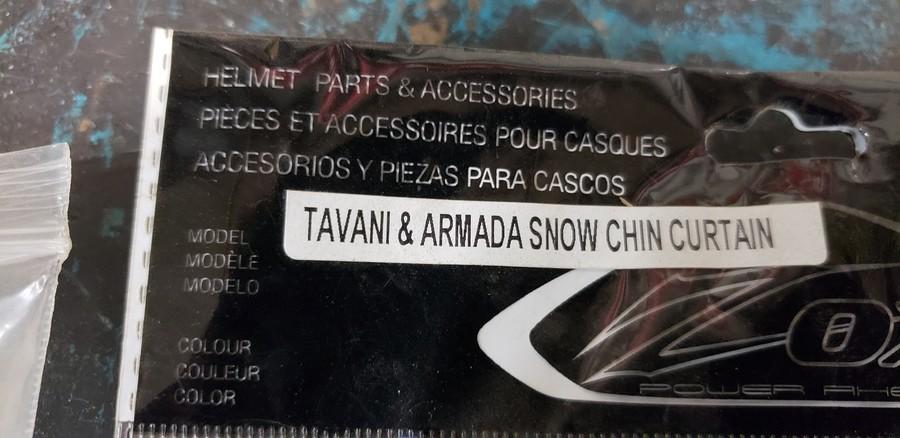 HELMET PARTS & ACCESSORIES
PIÈCES ET ACCESSOIRES POUR CASQUES
ACCESORIOS Y PIEZAS PARA CASCOS
TAVANI & ARMADA SNOW CHIN CURTAIN
MODEL
MODÈLE
MODELO
COLOUR
COULEUR
COLOR
POWER